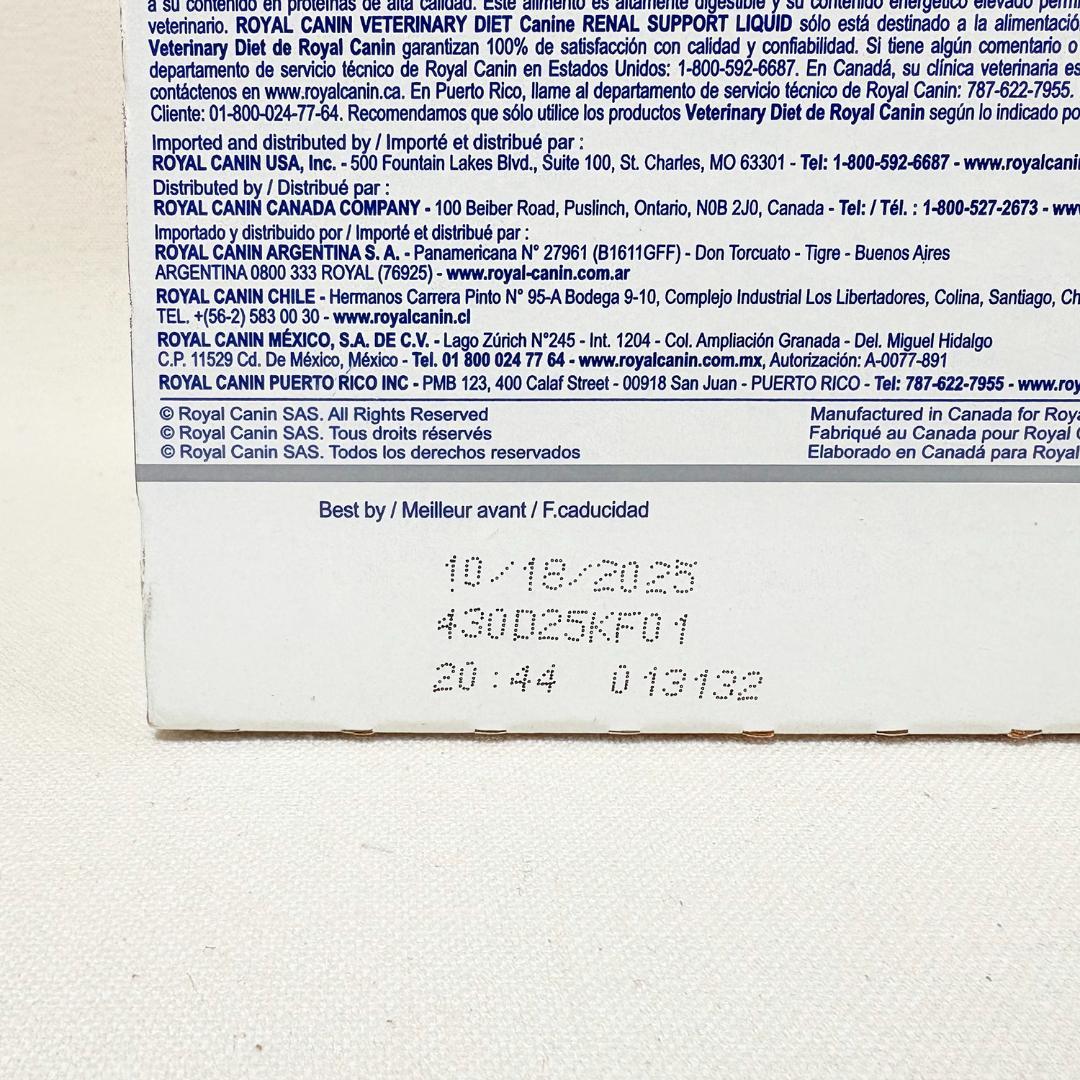 a su contenido en proteínas de alta calidad. Este alimento es altamente digestible y su contenido energético elevado
veterinario. ROYAL CANIN VETERINARY DIET Canine RENAL SUPPORT LIQUID sólo está destinado a la
Veterinary Diet de Royal Canin garantizan 100% de satisfacción con calidad y confiabilidad. Si tiene algún comentario o
departamento de servicio técnico de Royal Canin en Estados Unidos: 1-800-592-6687. En Canadá, su clínica veterinaria
contáctenos en www.royalcanin.ca. En Puerto Rico, llame al departamento de servicio técnico de Royal Canin: 787-622-7955.
Cliente: 01-800-024-77-64. Recomendamos que sólo utilice los productos Veterinary Diet de Royal Canin según lo indicado
Imported and distributed by / Importé et distribué par :
ROYAL CANIN USA, Inc. - 500 Fountain Lakes Blvd., Suite 100, St. Charles, MO 63301 - Tel: 1-800-592-6687 - www.royalcanin
Distributed by / Distribué par :
ROYAL CANIN CANADA COMPANY - 100 Beiber Road, Puslinch, Ontario, N0B 2J0, Canada - Tel: / Tél. : 1-800-527-2673 -
Importado y distribuido por / Importé et distribué par :
ROYAL CANIN ARGENTINA S. A. - Panamericana N° 27961 (B1611GFF) - Don Torcuato - Tigre - Buenos Aires
ARGENTINA 0800 333 ROYAL (76925) - www.royal-canin.com.ar
ROYAL CANIN CHILE - Hermanos Carrera Pinto N° 95-A Bodega 9-10, Complejo Industrial Los Libertadores, Colina, Santiago,
TEL. +(56-2) 583 00 30 - www.royalcanin.cl
ROYAL CANIN MÉXICO, S.A. DE C.V. - Lago Zúrich N°245 - Int. 1204 - Col. Ampliación Granada - Del. Miguel Hidalgo
C.P. 11529 Cd. De México, México - Tel. 01 800 024 77 64 - www.royalcanin.com.mx, Autorización: A-0077-891
ROYAL CANIN PUERTO RICO INC - PMB 123, 400 Calaf Street - 00918 San Juan - PUERTO RICO - Tel: 787-622-7955 -
© Royal Canin SAS. All Rights Reserved
© Royal Canin SAS. Tous droits réservés
© Royal Canin SAS. Todos los derechos reservados
Manufactured in Canada for
Fabriqué au Canada pour Royal
Elaborado en Canadá para Royal
Best by / Meilleur avant / F.caducidad
10/18/2025
430D25KF01
20:44 013132